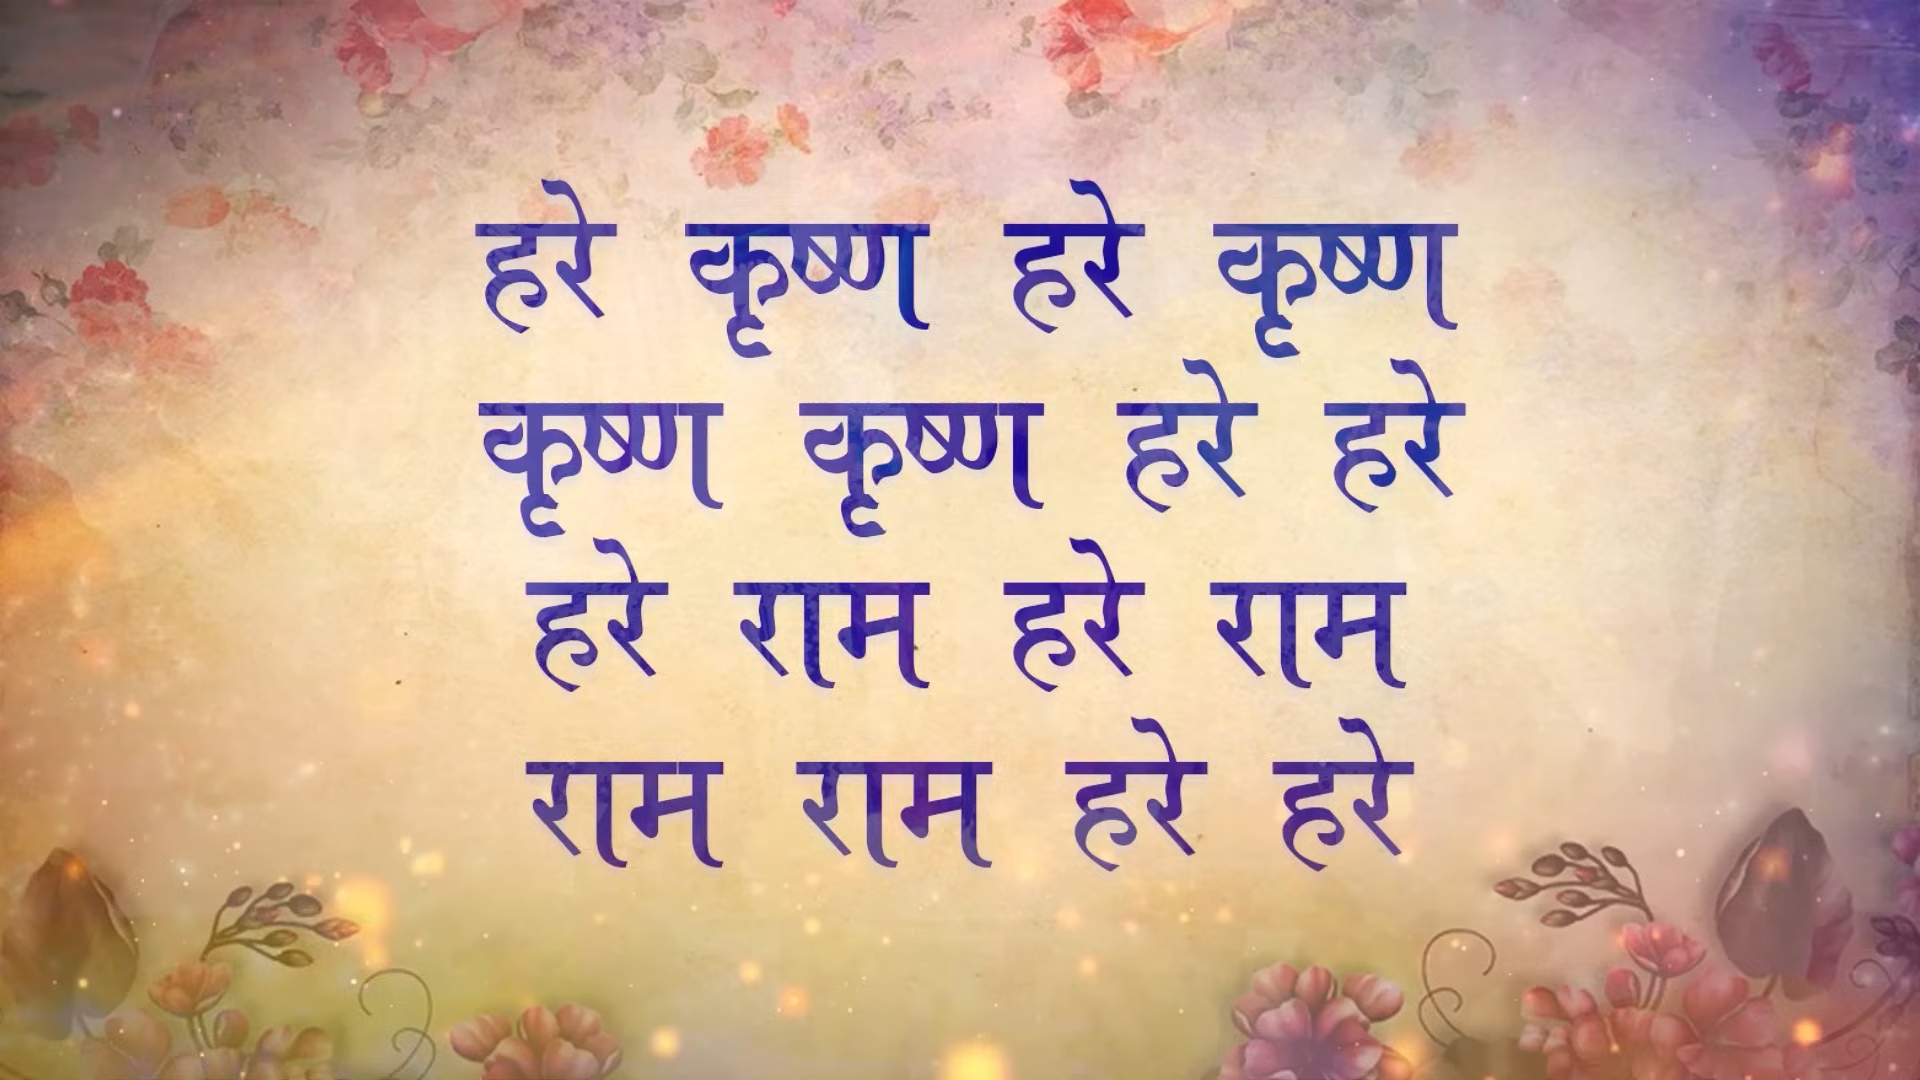 हरे कृष्ण हरे कृष्ण
कृष्ण कृष्ण हरे हरे
हरे राम हरे राम
राम राम हरे हरे